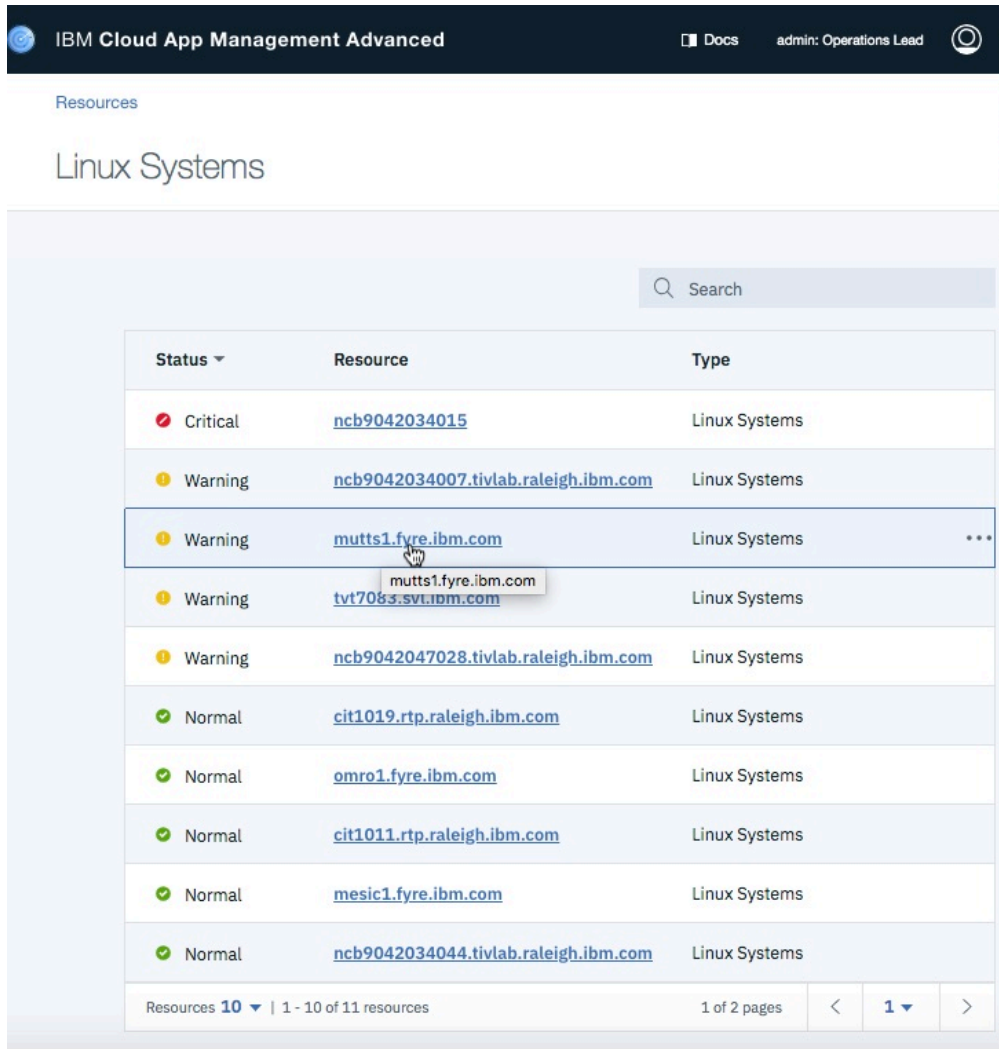 IBM Cloud App Management Advanced Docs admin: Operations Lead
Resources
Linux Systems
Search
Status Resource Type
Critical ncb9042034015 Linux Systems
Warning ncb9042034007.tivlab.raleigh.ibm.com Linux Systems
Warning mutts1.fyre.ibm.com Linux Systems
mutts1.fyre.ibm.com
Warning tvt7083.svt.ibm.com Linux Systems
Warning ncb9042047028.tivlab.raleigh.ibm.com Linux Systems
Normal cit1019.rtp.raleigh.ibm.com Linux Systems
Normal omro1.fyre.ibm.com Linux Systems
Normal cit1011.rtp.raleigh.ibm.com Linux Systems
Normal mesic1.fyre.ibm.com Linux Systems
Normal ncb9042034044.tivlab.raleigh.ibm.com Linux Systems
Resources 10 | 1 - 10 of 11 resources 1 of 2 pages < 1 >